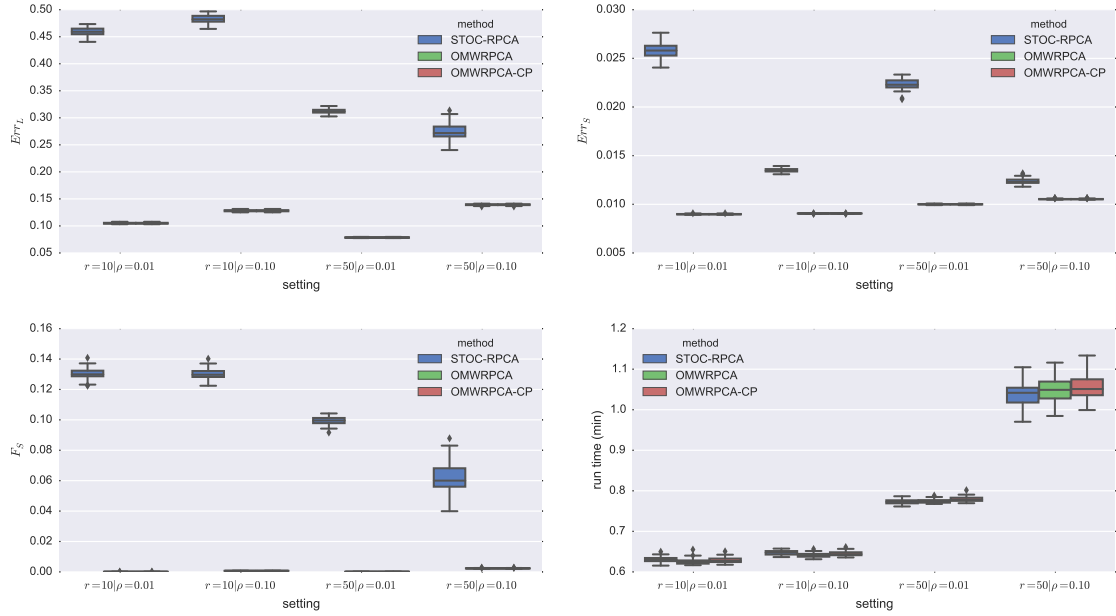 0.50
0.45
0.40
0.35
0.30
0.25
0.20
0.15
0.10
0.05
Err_L
method
STOC-RPCA
OMWRPCA
OMWRPCA-CP
r=10|ρ=0.01
r=10|ρ=0.10
r=50|ρ=0.01
r=50|ρ=0.10
setting
0.030
0.025
0.020
0.015
0.010
0.005
Err_S
method
STOC-RPCA
OMWRPCA
OMWRPCA-CP
r=10|ρ=0.01
r=10|ρ=0.10
r=50|ρ=0.01
r=50|ρ=0.10
setting
0.16
0.14
0.12
0.10
0.08
0.06
0.04
0.02
0.00
F_S
method
STOC-RPCA
OMWRPCA
OMWRPCA-CP
r=10|ρ=0.01
r=10|ρ=0.10
r=50|ρ=0.01
r=50|ρ=0.10
setting
1.2
1.1
1.0
0.9
0.8
0.7
0.6
run time (min)
method
STOC-RPCA
OMWRPCA
OMWRPCA-CP
r=10|ρ=0.01
r=10|ρ=0.10
r=50|ρ=0.01
r=50|ρ=0.10
setting